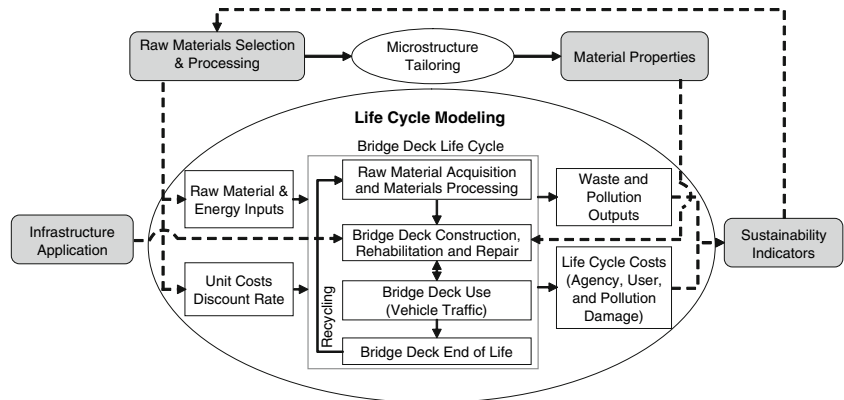 Raw Materials Selection
& Processing
Microstructure
Tailoring
Material Properties
Life Cycle Modeling
Bridge Deck Life Cycle
Raw Material &
Energy Inputs
Raw Material Acquisition
and Materials Processing
Waste and
Pollution
Outputs
Infrastructure
Application
Bridge Deck Construction,
Rehabilitation and Repair
Sustainability
Indicators
Unit Costs
Discount Rate
Recycling
Bridge Deck Use
(Vehicle Traffic)
Life Cycle Costs
(Agency, User,
and Pollution
Damage)
Bridge Deck End of Life